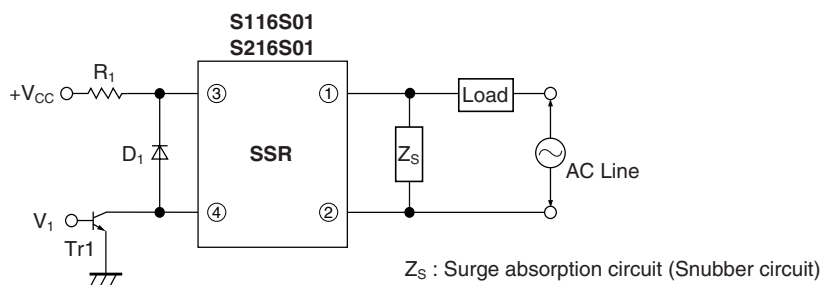 S116S01
S216S01
R1
+VCC
③
①
Load
D1
SSR
ZS
AC Line
V1
④
②
Tr1
ZS : Surge absorption circuit (Snubber circuit)